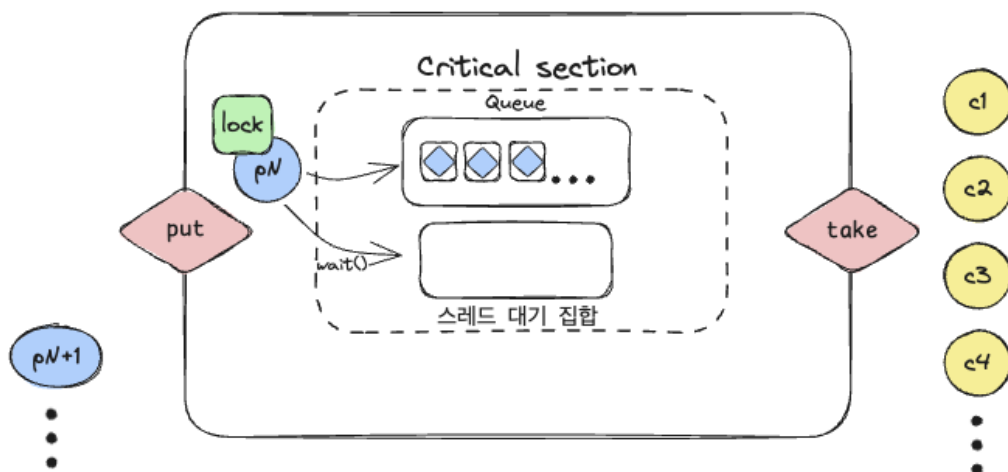 Critical section
Queue
lock
pN
...
put
take
wait()
스레드 대기 집합
pN+1
c1
c2
c3
c4